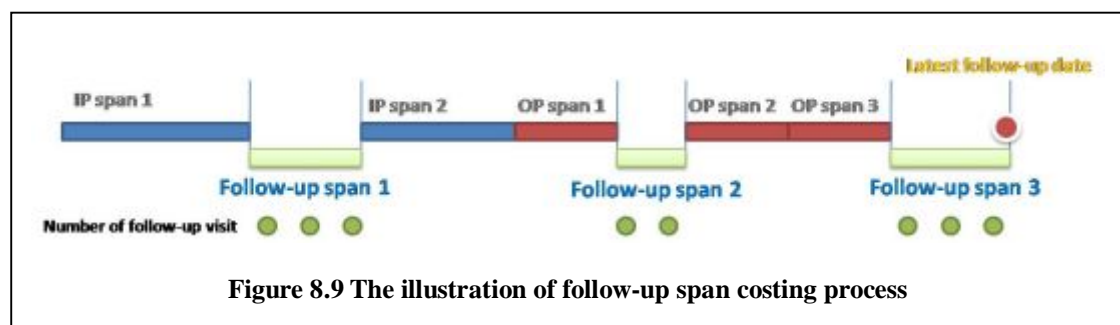 Latest follow-up date
IP span 1
IP span 2
OP span 1
OP span 2
OP span 3
Follow-up span 1
Follow-up span 2
Follow-up span 3
Number of follow-up visit
Figure 8.9 The illustration of follow-up span costing process